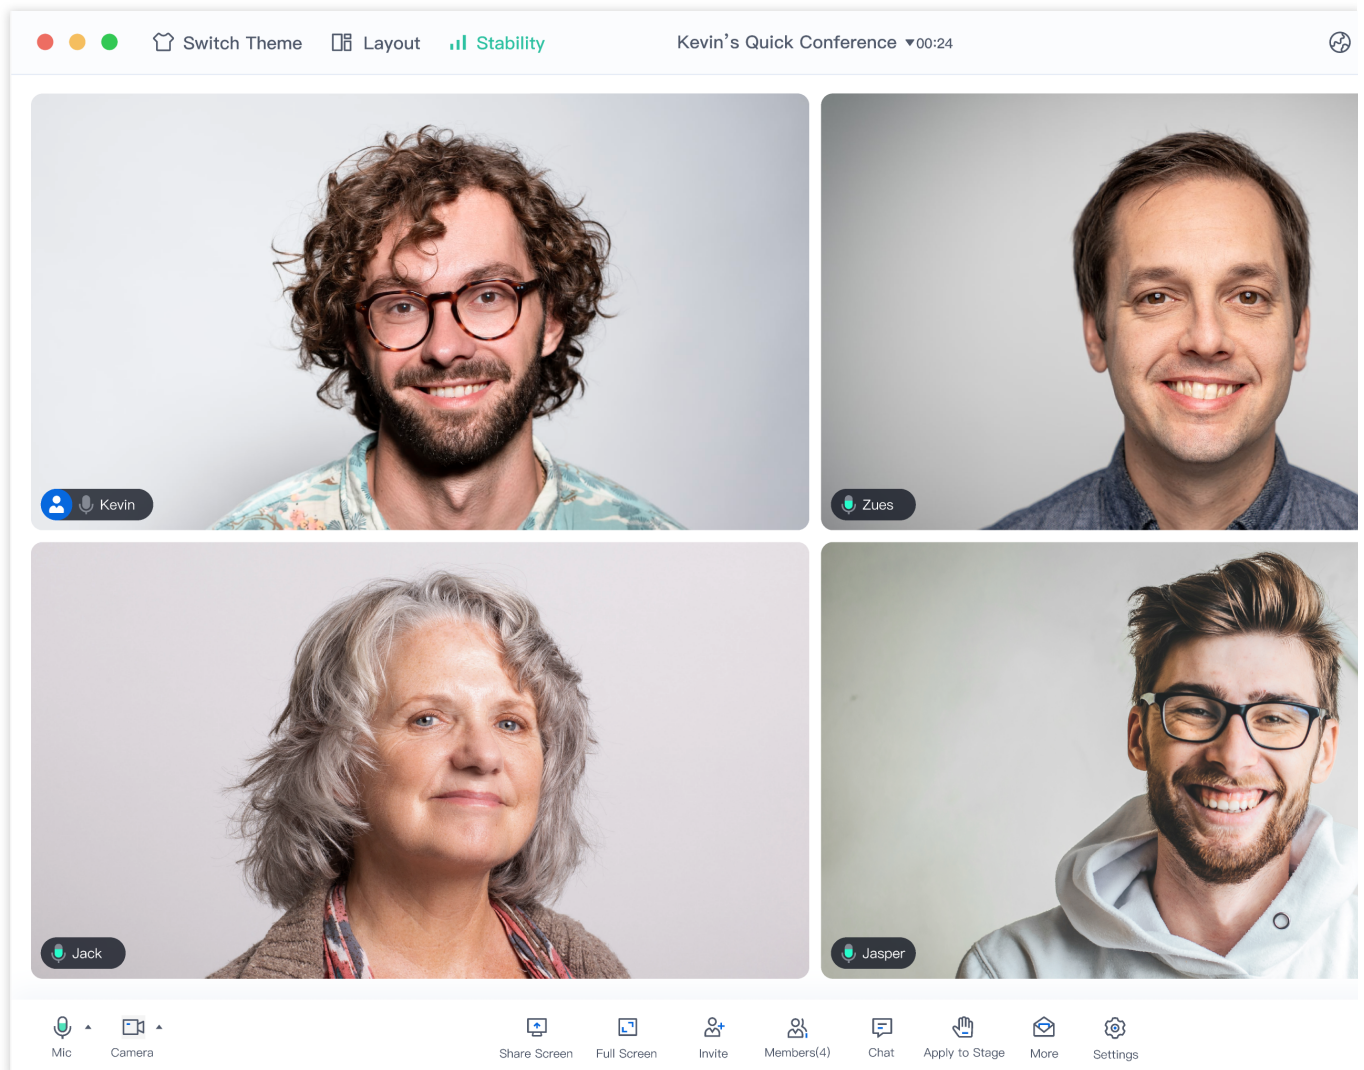 Switch Theme Layout Stability Kevin's Quick Conference ▾00:24
Kevin
Zues
Jack
Jasper
Mic Camera Share Screen Full Screen Invite Members(4) Chat Apply to Stage More Settings